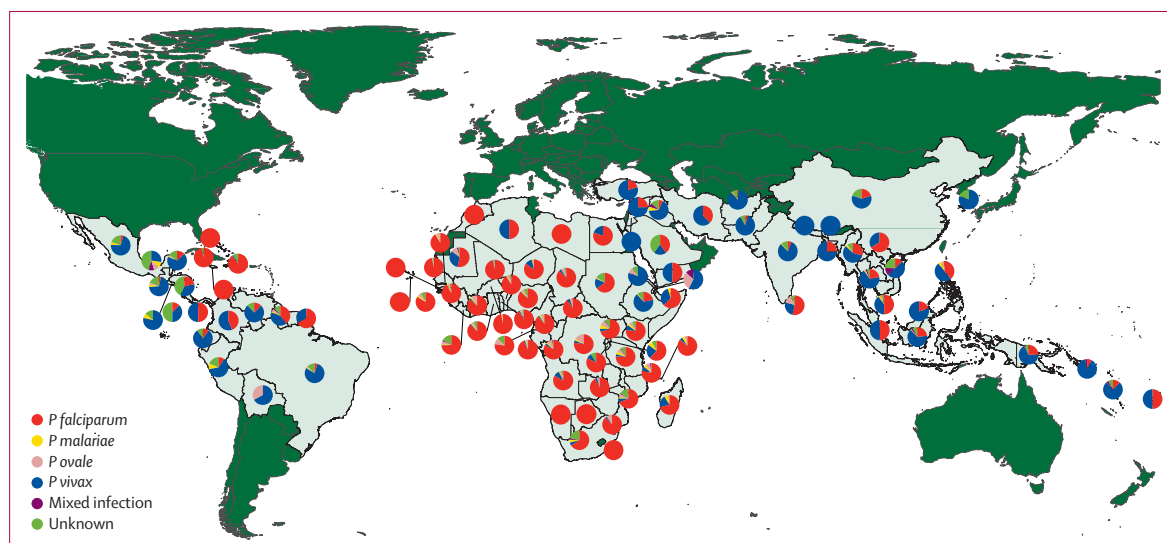 P falciparum
P malariae
P ovale
P vivax
Mixed infection
Unknown